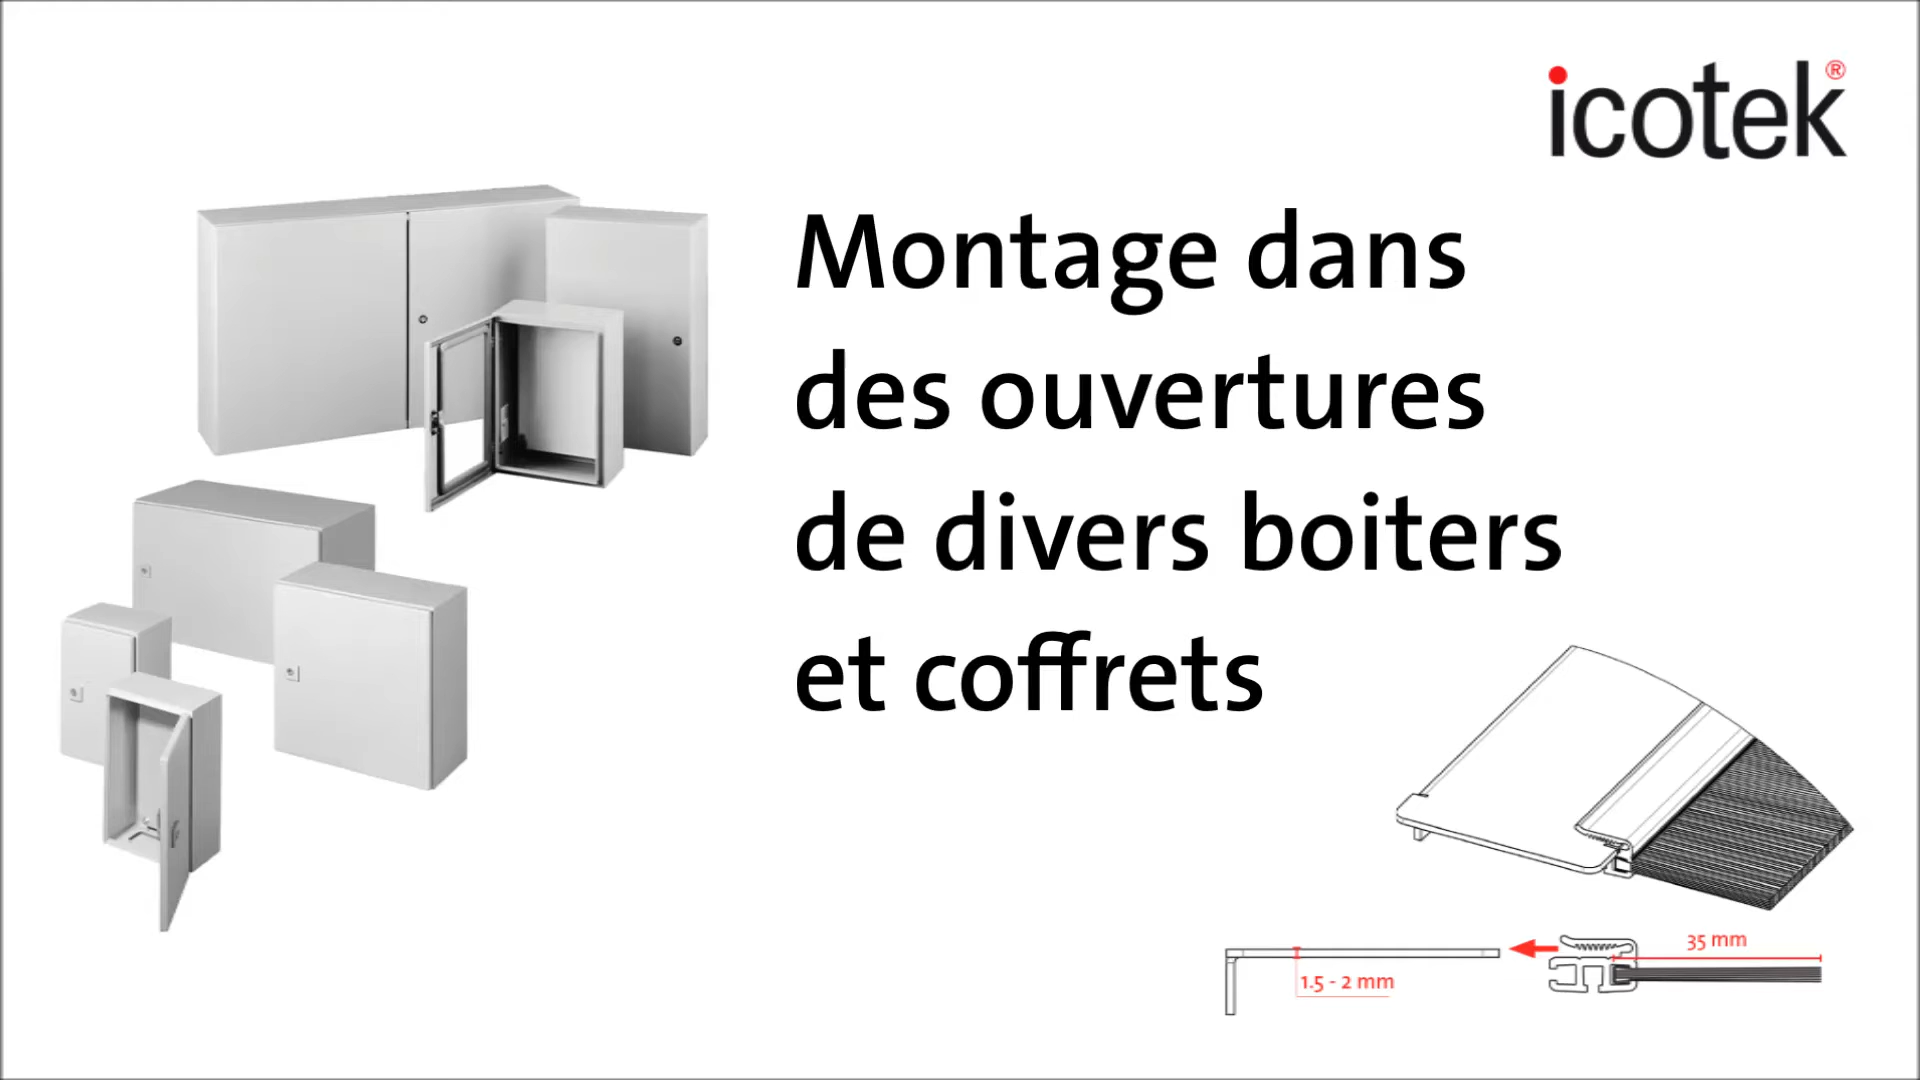 icotek®
Montage dans
des ouvertures
de divers boiters
et coffrets
35 mm
1.5 - 2 mm